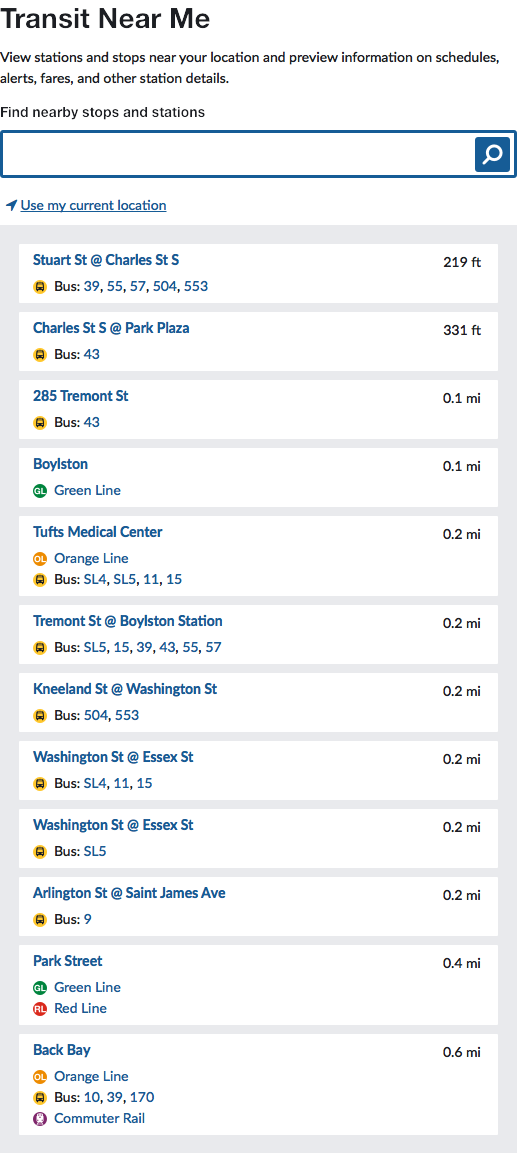 Transit Near Me
View stations and stops near your location and preview information on schedules,
alerts, fares, and other station details.
Find nearby stops and stations
Use my current location
Stuart St @ Charles St S 219 ft
Bus: 39, 55, 57, 504, 553
Charles St S @ Park Plaza 331 ft
Bus: 43
285 Tremont St 0.1 mi
Bus: 43
Boylston 0.1 mi
GL Green Line
Tufts Medical Center 0.2 mi
OL Orange Line
Bus: SL4, SL5, 11, 15
Tremont St @ Boylston Station 0.2 mi
Bus: SL5, 15, 39, 43, 55, 57
Kneeland St @ Washington St 0.2 mi
Bus: 504, 553
Washington St @ Essex St 0.2 mi
Bus: SL4, 11, 15
Washington St @ Essex St 0.2 mi
Bus: SL5
Arlington St @ Saint James Ave 0.2 mi
Bus: 9
Park Street 0.4 mi
GL Green Line
RL Red Line
Back Bay 0.6 mi
OL Orange Line
Bus: 10, 39, 170
Commuter Rail